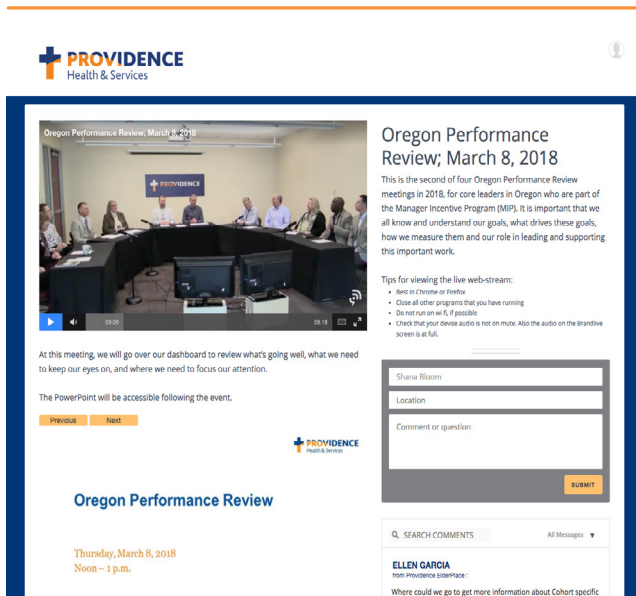 PROVIDENCE
Health & Services
Oregon Performance Review; March 8, 2018
PROVIDENCE
09.06
59.18
At this meeting, we will go over our dashboard to review what's going well, what we need
to keep our eyes on, and where we need to focus our attention.
The PowerPoint will be accessible following the event.
Previous
Next
PROVIDENCE
Health & Services
Oregon Performance Review
Thursday, March 8, 2018
Noon – 1 p.m.
Oregon Performance
Review; March 8, 2018
This is the second of four Oregon Performance Review
meetings in 2018, for core leaders in Oregon who are part of
the Manager Incentive Program (MIP). It is important that we
all know and understand our goals, what drives these goals,
how we measure them and our role in leading and supporting
this important work.
Tips for viewing the live web-stream:
• Best in Chrome or Firefox
• Close all other programs that you have running
• Do not run on wi fi, if possible
• Check that your devise audio is not on mute. Also the audio on the Brandlive
screen is at full.
Shana Bloom
Location
Comment or question
SUBMIT
SEARCH COMMENTS
All Messages
ELLEN GARCIA
from Providence ElderPlace :
Where could we go to get more information about Cohort specific